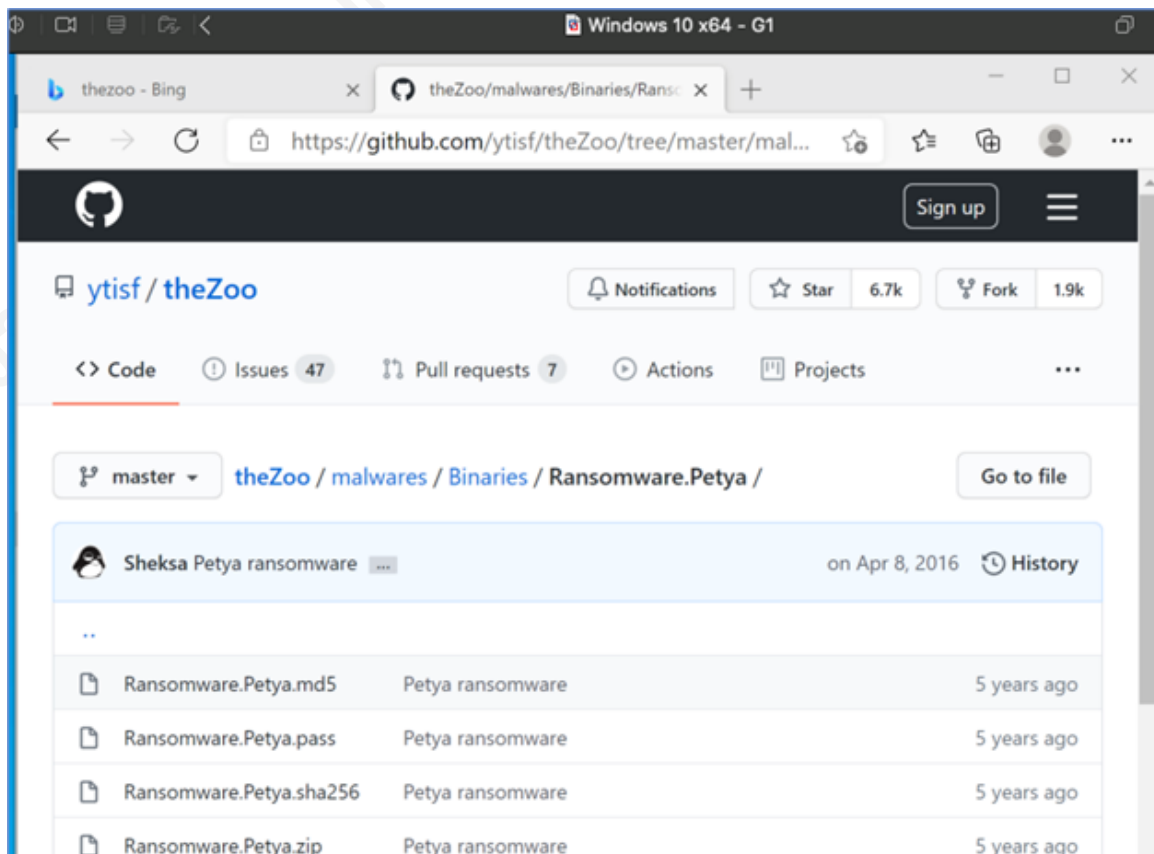 Windows 10 x64 - G1
thezoo - Bing
theZoo/malwares/Binaries/Ranso
https://github.com/ytisf/theZoo/tree/master/mal...
Sign up
ytisf / theZoo
Notifications
Star 6.7k
Fork 1.9k
<> Code
Issues 47
Pull requests 7
Actions
Projects
...
master
theZoo / malwares / Binaries / Ransomware.Petya /
Go to file
Sheksa Petya ransomware ...
on Apr 8, 2016
History
..
Ransomware.Petya.md5 Petya ransomware 5 years ago
Ransomware.Petya.pass Petya ransomware 5 years ago
Ransomware.Petya.sha256 Petya ransomware 5 years ago
Ransomware.Petya.zip Petya ransomware 5 years ago